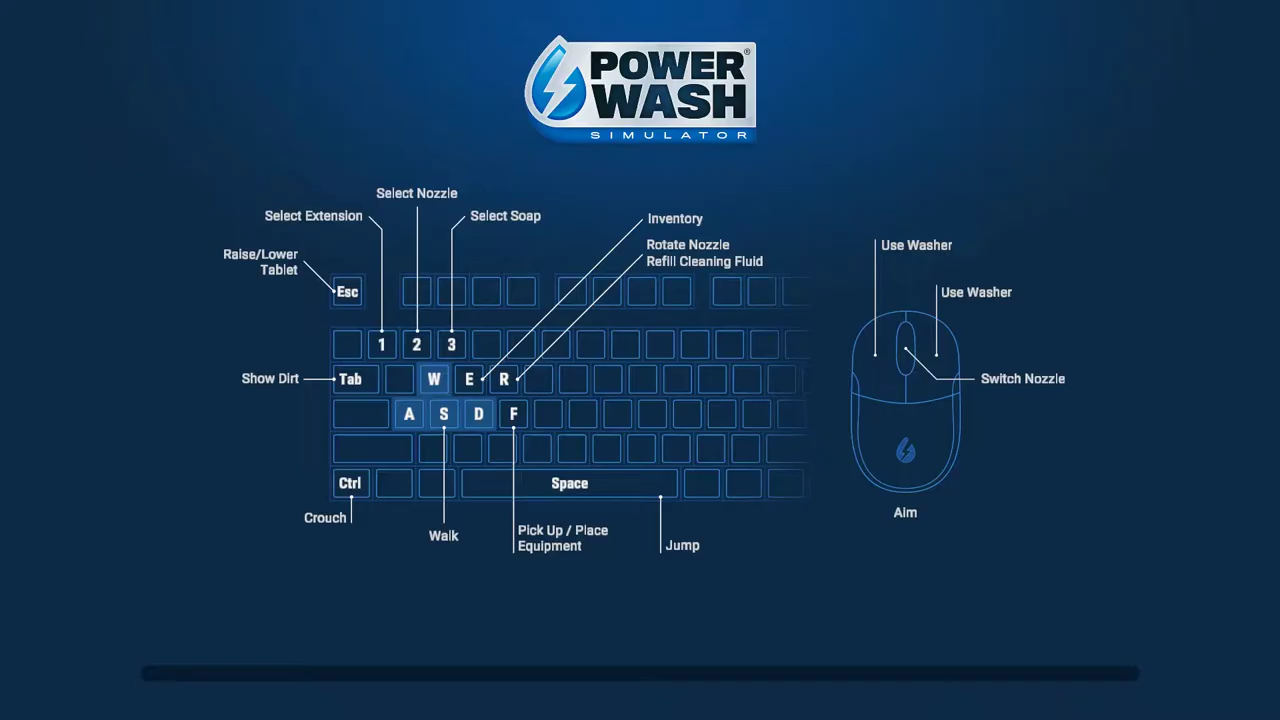 POWER®
WASH
SIMULATOR
Select Nozzle
Select Extension
Select Soap
Inventory
Raise/Lower
Tablet
Rotate Nozzle
Refill Cleaning Fluid
Use Washer
Use Washer
Esc
1 2 3
Show Dirt
Tab W E R
Switch Nozzle
A S D F
Ctrl Space
Crouch
Walk
Pick Up / Place
Equipment
Jump
Aim